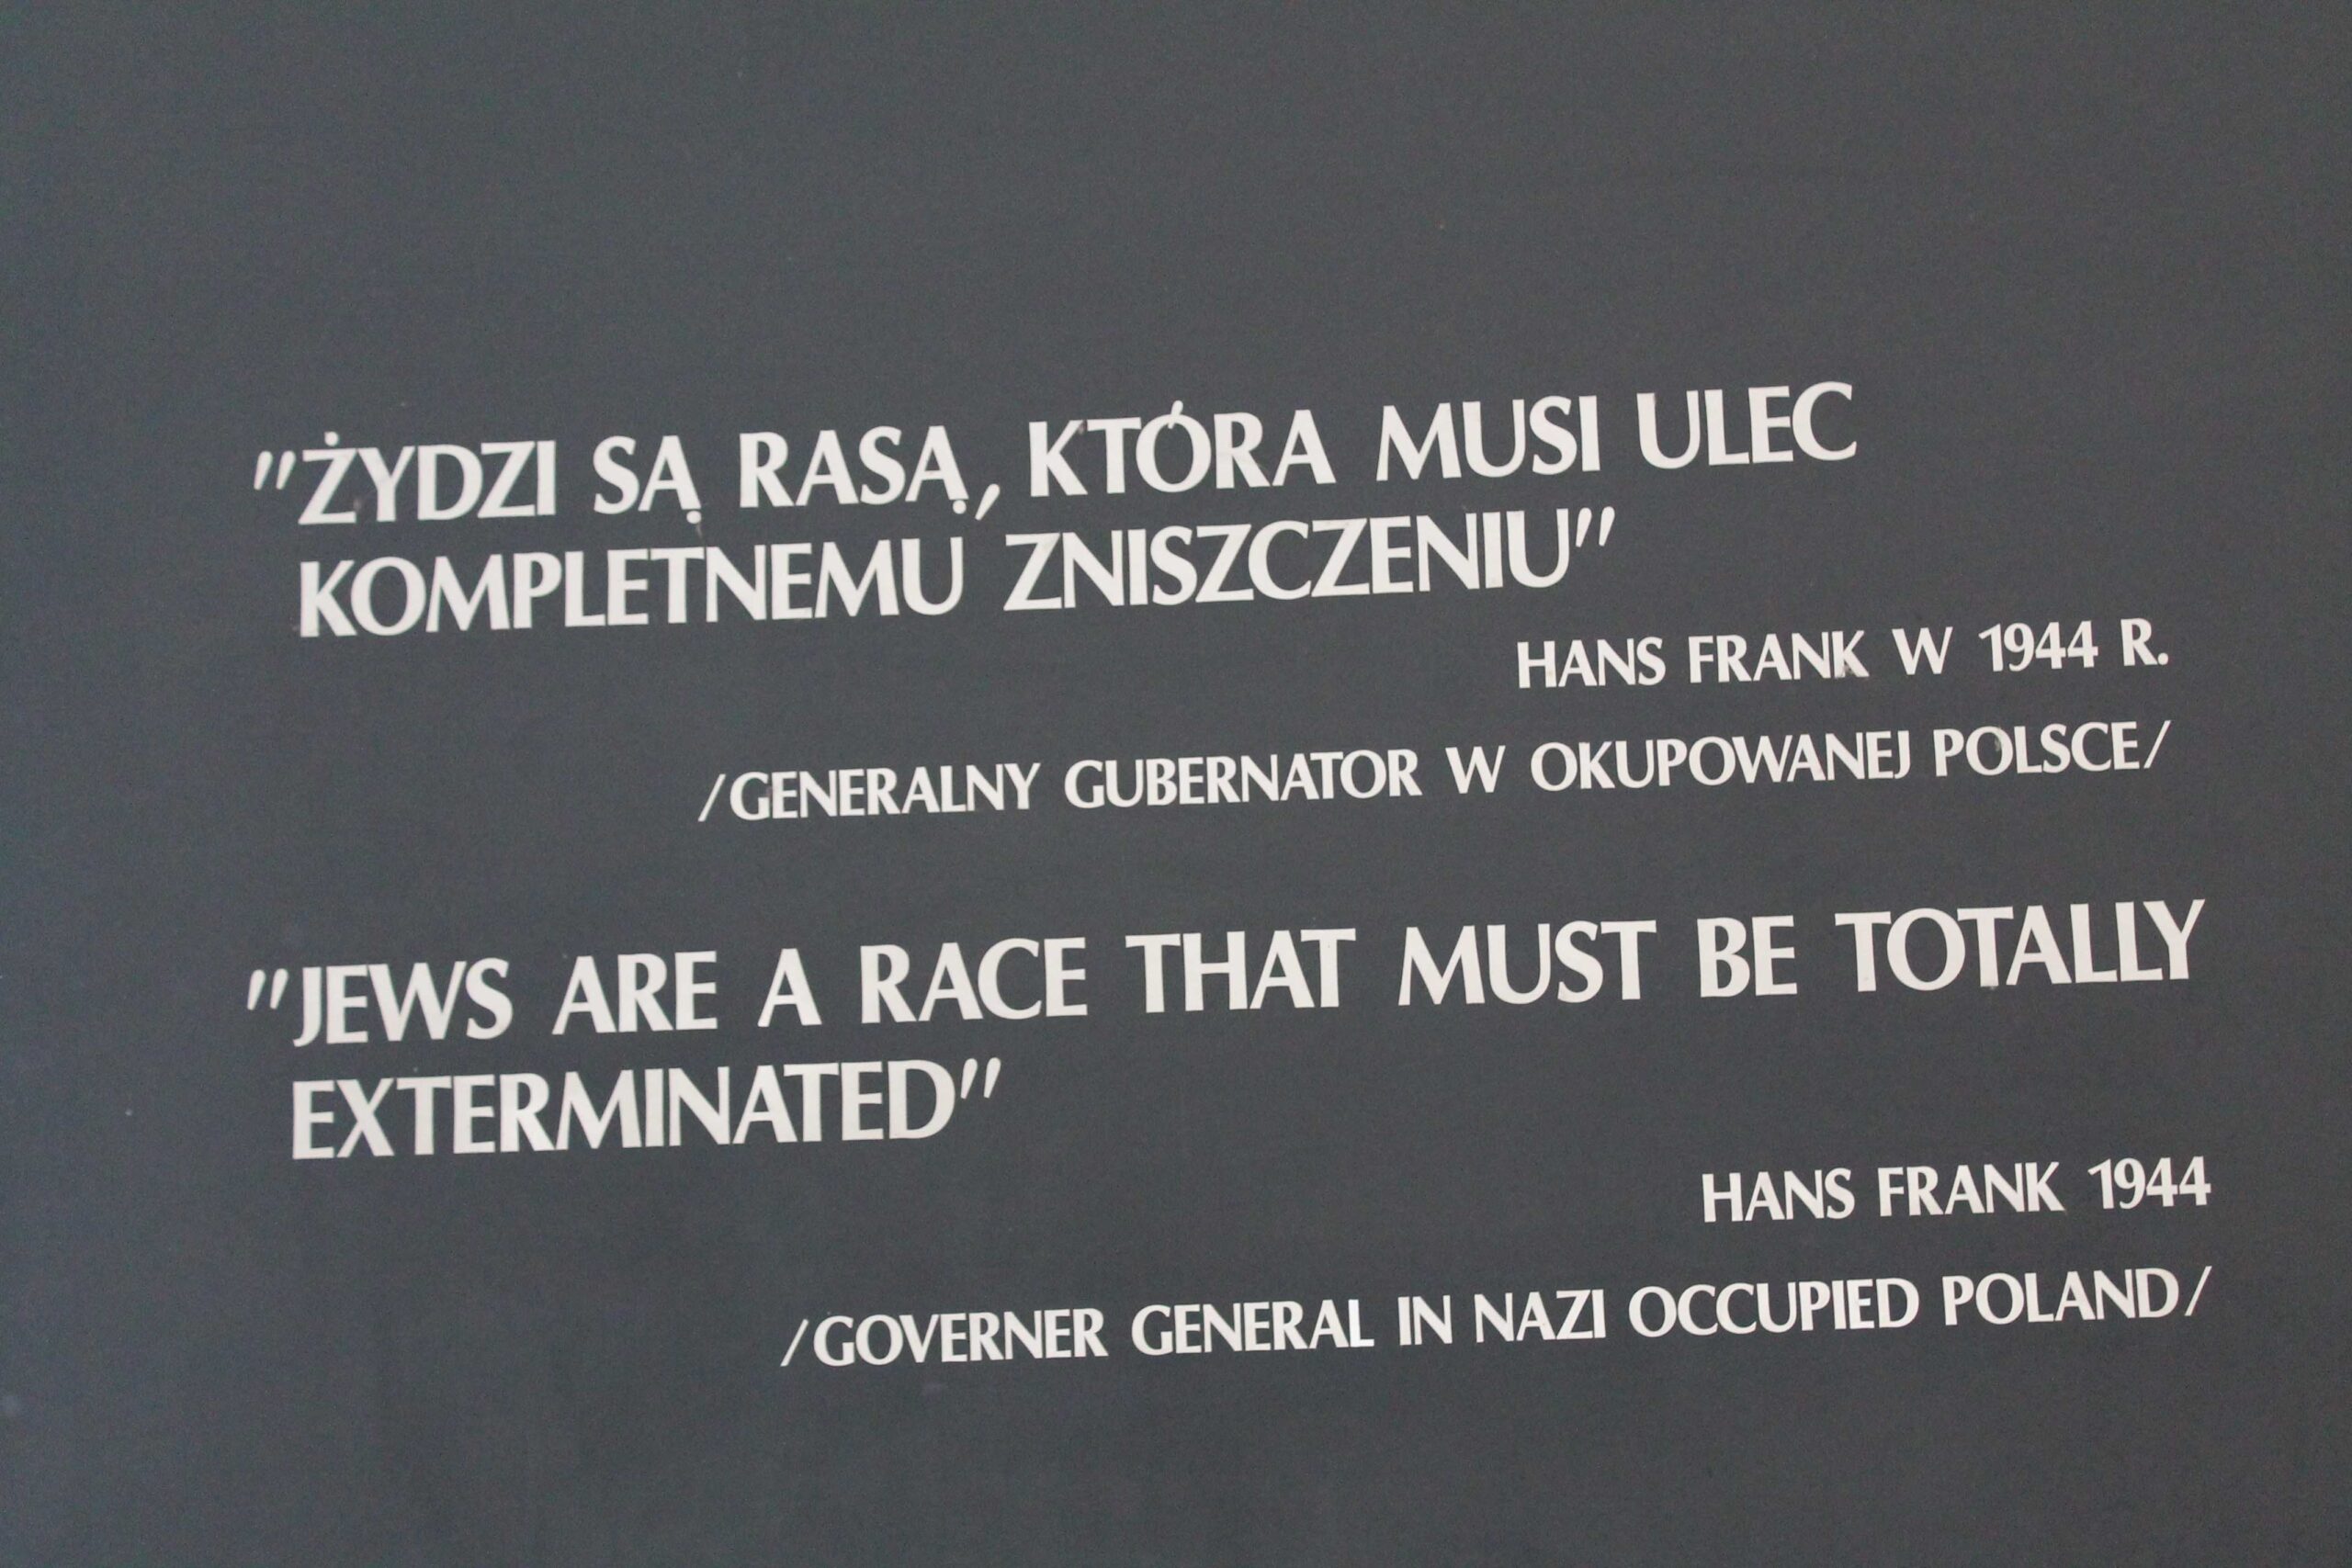 "ŻYDZI SĄ RASĄ, KTÓRA MUSI ULEC
KOMPLETNEMU ZNISZCZENIU"
HANS FRANK W 1944 R.
/GENERALNY GUBERNATOR W OKUPOWANEJ POLSCE/
"JEWS ARE A RACE THAT MUST BE TOTALLY
EXTERMINATED"
HANS FRANK 1944
/GOVERNER GENERAL IN NAZI OCCUPIED POLAND/